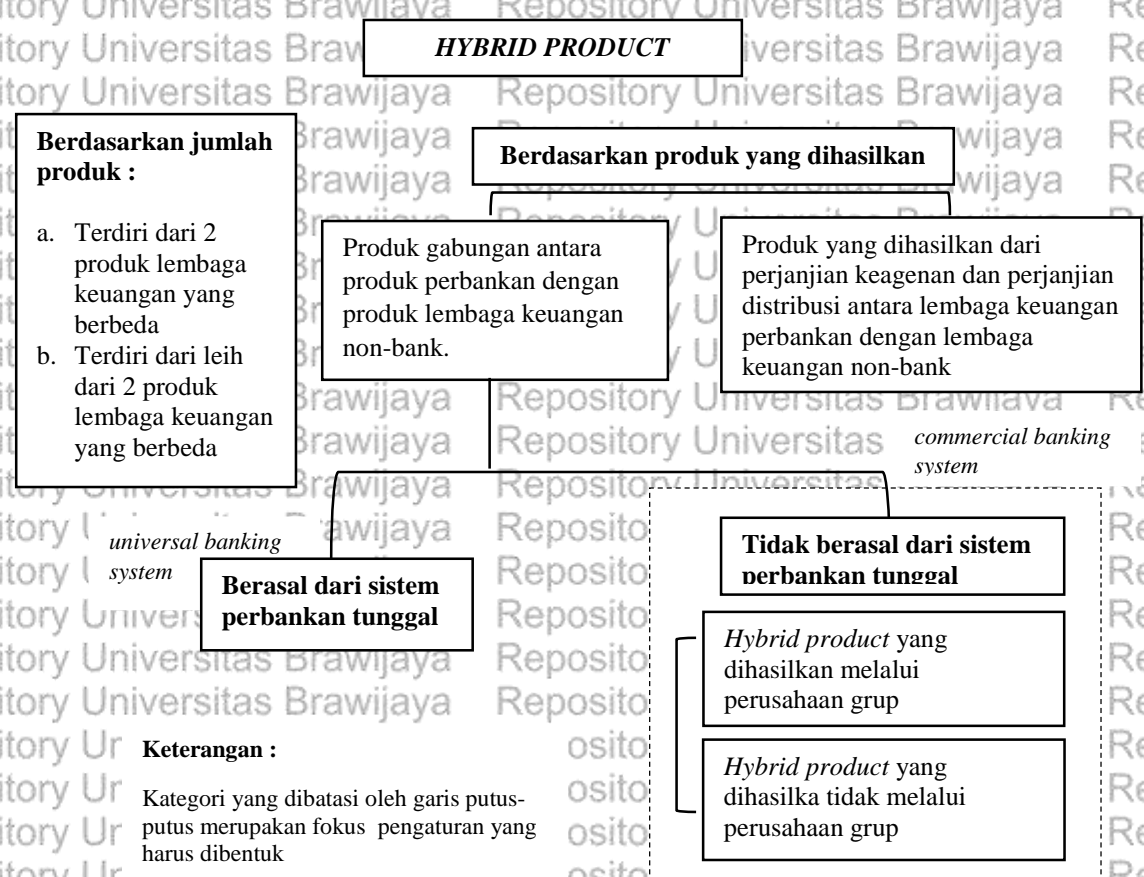 HYBRID PRODUCT
Berdasarkan jumlah
produk :
a. Terdiri dari 2
produk lembaga
keuangan yang
berbeda
b. Terdiri dari leih
dari 2 produk
lembaga keuangan
yang berbeda
Berdasarkan produk yang dihasilkan
Produk gabungan antara
produk perbankan dengan
produk lembaga keuangan
non-bank.
Produk yang dihasilkan dari
perjanjian keagenan dan perjanjian
distribusi antara lembaga keuangan
perbankan dengan lembaga
keuangan non-bank
universal banking
system
Berasal dari sistem
perbankan tunggal
commercial banking
system
Tidak berasal dari sistem
perbankan tunggal
Hybrid product yang
dihasilkan melalui
perusahaan grup
Hybrid product yang
dihasilka tidak melalui
perusahaan grup
Keterangan :
Kategori yang dibatasi oleh garis putus-
putus merupakan fokus pengaturan yang
harus dibentuk
Repository Universitas Brawijaya